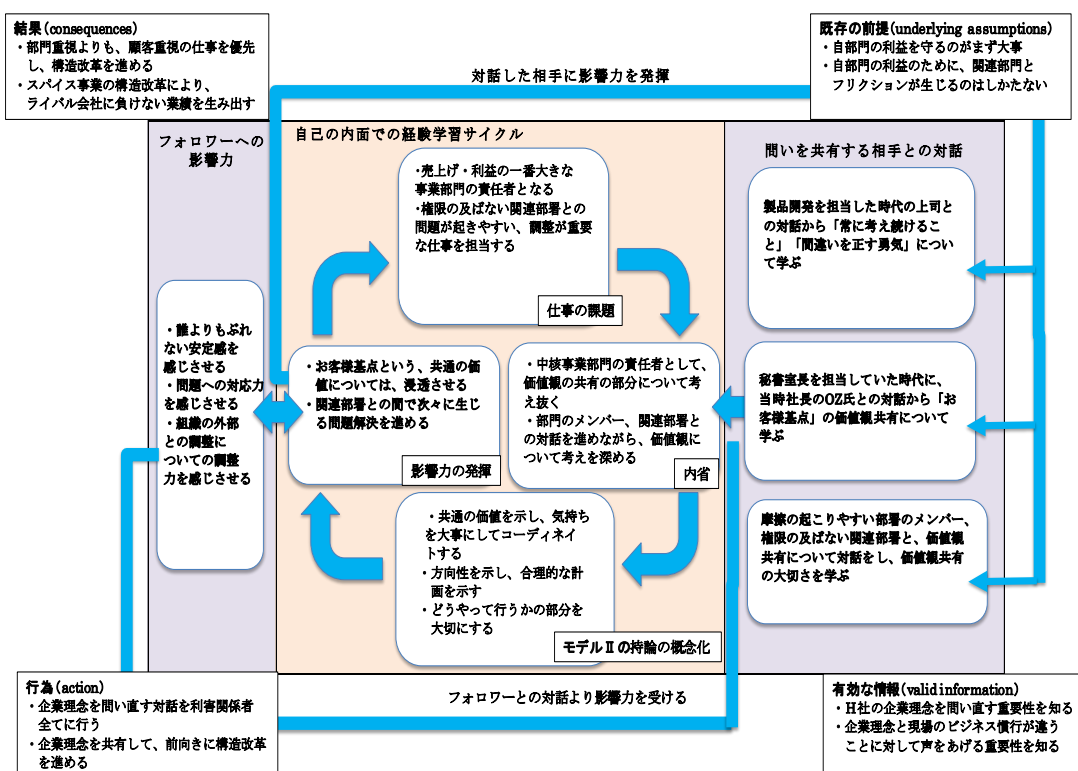 結果(consequences)
・部門重視よりも、顧客重視の仕事を優先
し、構造改革を進める
・スパイス事業の構造改革により、
ライバル会社に負けない業績を生み出す
既存の前提(underlying assumptions)
・自部門の利益を守るのがまず大事
・自部門の利益のために、関連部門と
フリクションが生じるのはしかたない
対話した相手に影響力を発揮
フォロワーへの
影響力
自己の内面での経験学習サイクル
問いを共有する相手との対話
・売上げ・利益の一番大きな
事業部門の責任者となる
・権限の及ばない関連部署との
問題が起きやすい、調整が重要
な仕事を担当する
仕事の課題
製品開発を担当した時代の上司と
の対話から「常に考え続けるこ
と」「間違いを正す勇気」につい
て学ぶ
・誰よりもぶれ
ない安定感を
感じさせる
・問題への対応力
を感じさせる
・組織の外部
との調整に
ついての調整
力を感じさせる
・お客様基点という、共通の価
値については、浸透させる
・関連部署との間で次々に生じ
る問題解決を進める
影響力の発揮
・中核事業部門の責任者として、
価値観の共有の部分について考
え抜く
・部門のメンバー、関連部署と
の対話を進めながら、価値観に
ついて考えを深める
内省
秘書室長を担当していた時代に、
当時社長のOZ氏との対話から「お
客様基点」の価値観共有について
学ぶ
・共通の価値を示し、気持ち
を大事にしてコーディネイ
トする
・方向性を示し、合理的な計
画を示す
・どうやって行うかの部分を
大切にする
モデルⅡの持論の概念化
摩擦の起こりやすい部署のメンバー、
権限の及ばない関連部署と、価値観
共有について対話をし、価値観共有
の大切さを学ぶ
行為(action)
・企業理念を問い直す対話を利害関係者
全てに行う
・企業理念を共有して、前向きに構造改革
を進める
フォロワーとの対話より影響力を受ける
有効な情報(valid information)
・H社の企業理念を問い直す重要性を知る
・企業理念と現場のビジネス慣行が違う
ことに対して声をあげる重要性を知る